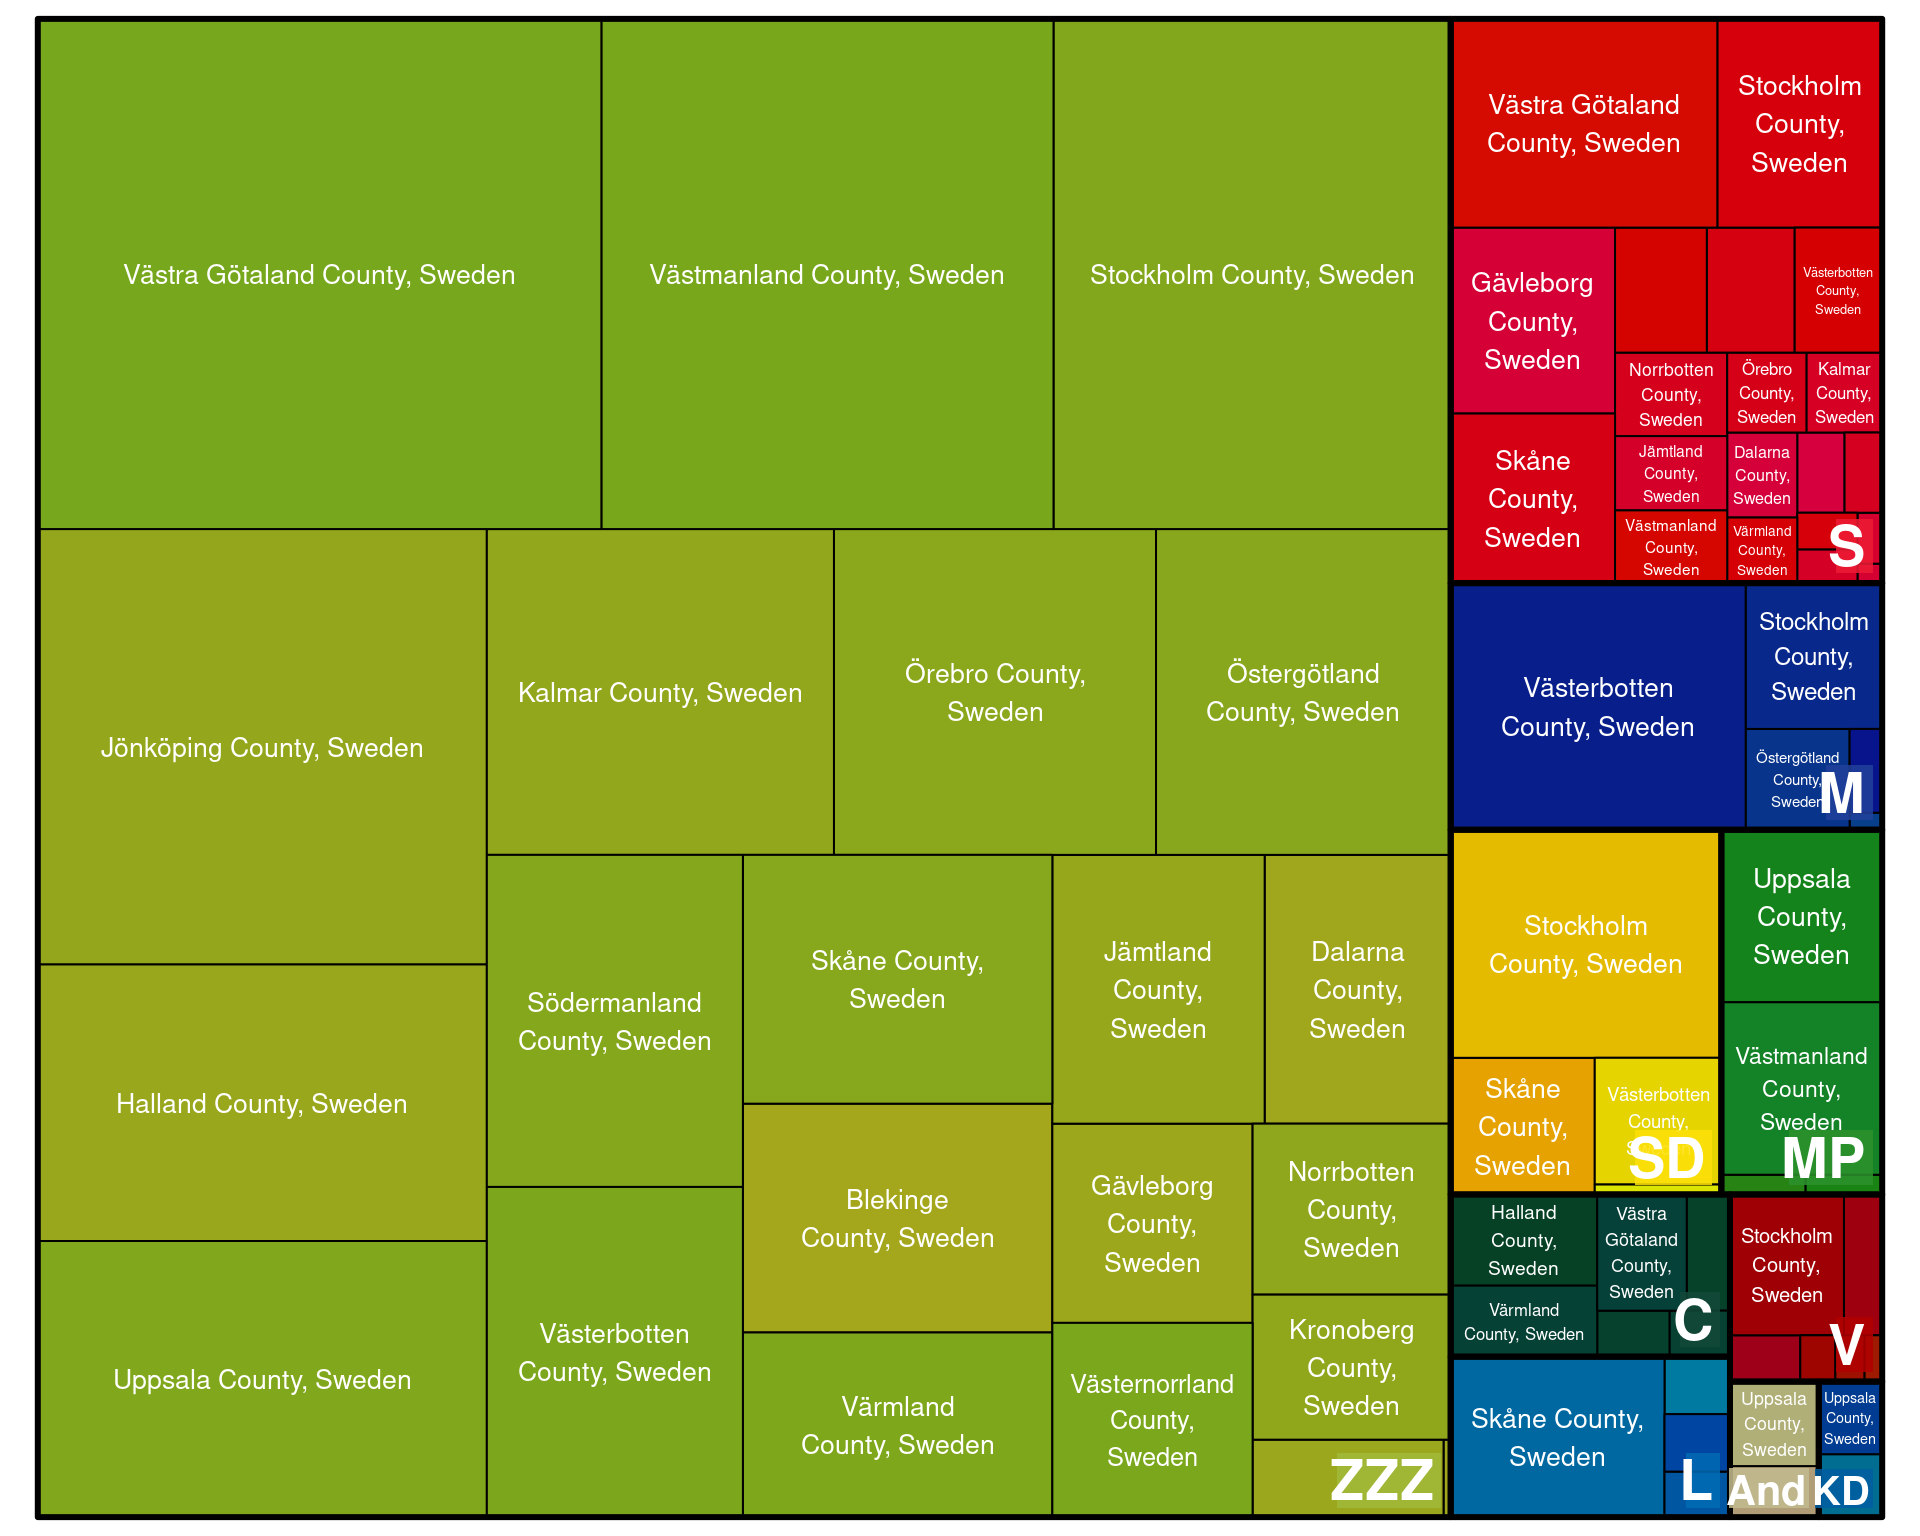 Västra Götaland County, Sweden
Västmanland County, Sweden
Stockholm County, Sweden
Jönköping County, Sweden
Kalmar County, Sweden
Örebro County,
Sweden
Östergötland
County, Sweden
Halland County, Sweden
Uppsala County, Sweden
Södermanland
County, Sweden
Västerbotten
County, Sweden
Skåne County,
Sweden
Blekinge
County, Sweden
Värmland
County, Sweden
Jämtland
County,
Sweden
Dalarna
County,
Sweden
Gävleborg
County,
Sweden
Norrbotten
County,
Sweden
Västernorrland
County,
Sweden
Kronoberg
County,
Sweden
ZZZ
Västra Götaland
County, Sweden
Stockholm
County,
Sweden
Gävleborg
County,
Sweden
Västerbotten
County,
Sweden
Skåne
County,
Sweden
Norrbotten
County,
Sweden
Örebro
County,
Sweden
Kalmar
County,
Sweden
Jämtland
County,
Sweden
Dalarna
County,
Sweden
Västmanland
County,
Sweden
Värmland
County,
Sweden
S
Västerbotten
County, Sweden
Stockholm
County,
Sweden
Östergötland
County,
Sweden
M
Stockholm
County, Sweden
Skåne
County,
Sweden
Västerbotten
County,
SD
Uppsala
County,
Sweden
Västmanland
County,
Sweden
MP
Halland
County,
Sweden
Västra
Götaland
County,
Sweden
Värmland
County, Sweden
C
Stockholm
County,
Sweden
V
Skåne County,
Sweden
L
Uppsala
County,
Sweden
And
Uppsala
County,
Sweden
KD